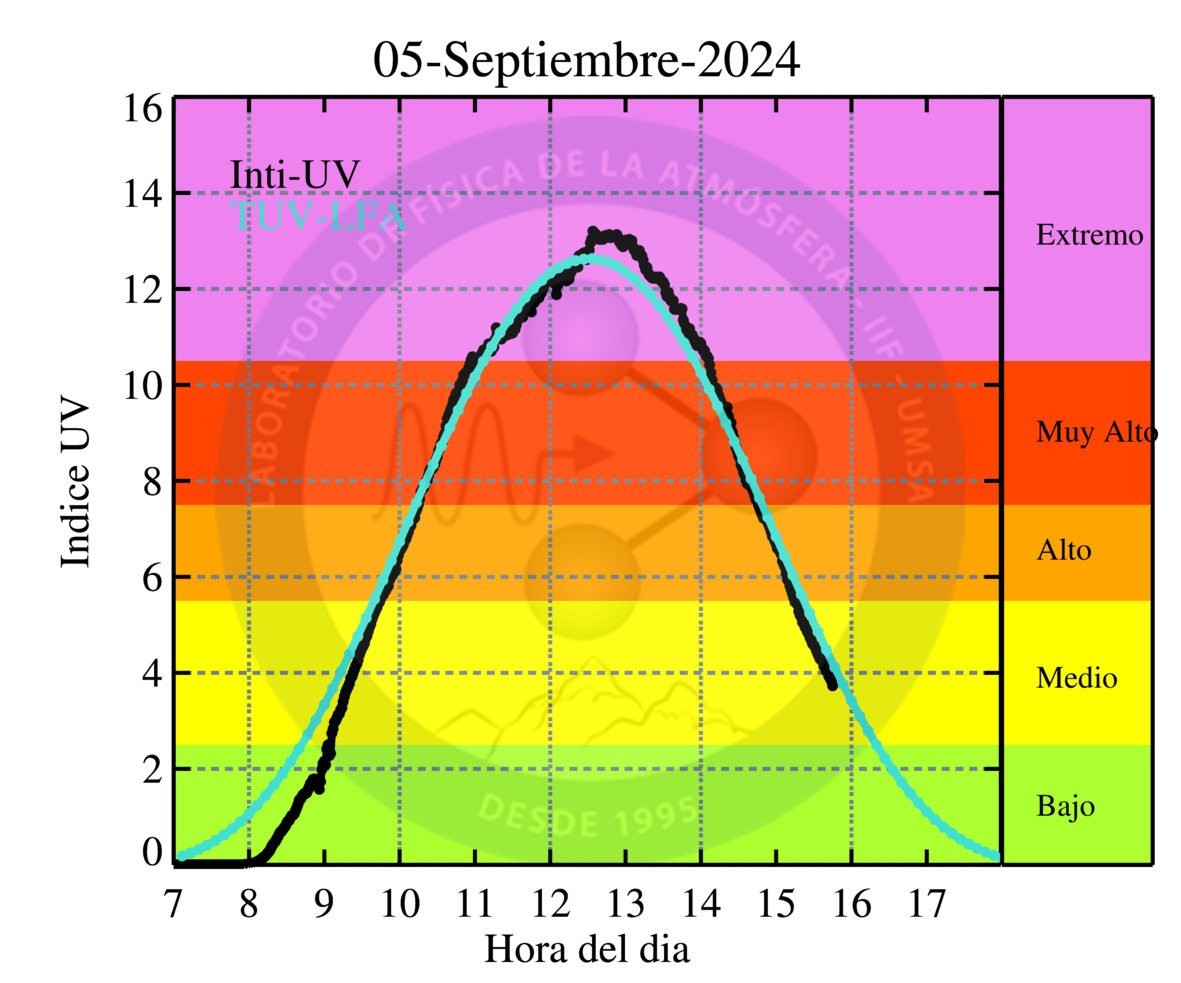 05-Septiembre-2024
Inti-UV
TUV-LFA
16
14
12
10
8
6
4
2
0
Indice UV
7 8 9 10 11 12 13 14 15 16 17
Hora del dia
Extremo
Muy Alto
Alto
Medio
Bajo
LABORATORIO DE FÍSICA DE LA ATMÓSFERA - IIF - UMSA
DESDE 1995